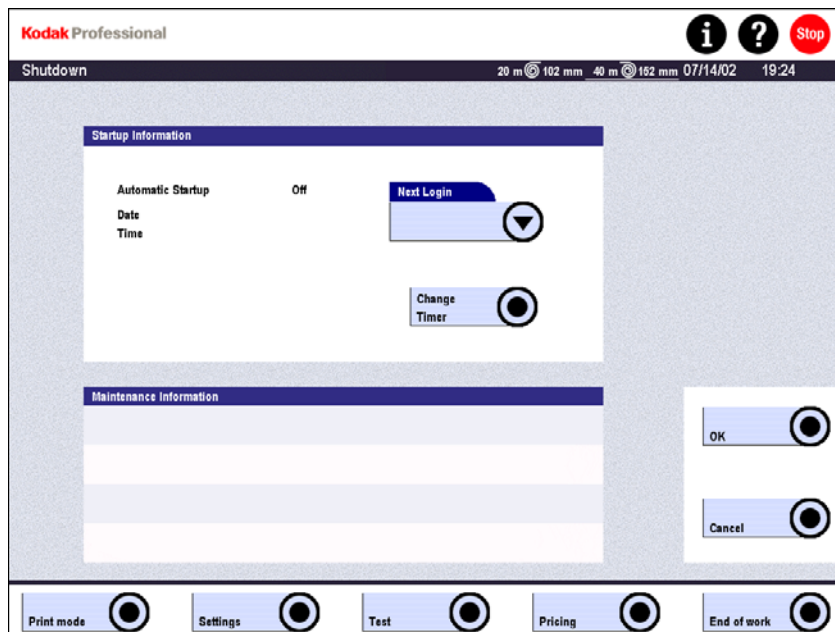 Kodak Professional
i ? Stop
Shutdown 20 m 102 mm 40 m 152 mm 07/14/02 19:24
Startup Information
Automatic Startup Off Next Login
Date
Time
Change
Timer
Maintenance Information
OK
Cancel
Print mode Settings Test Pricing End of work